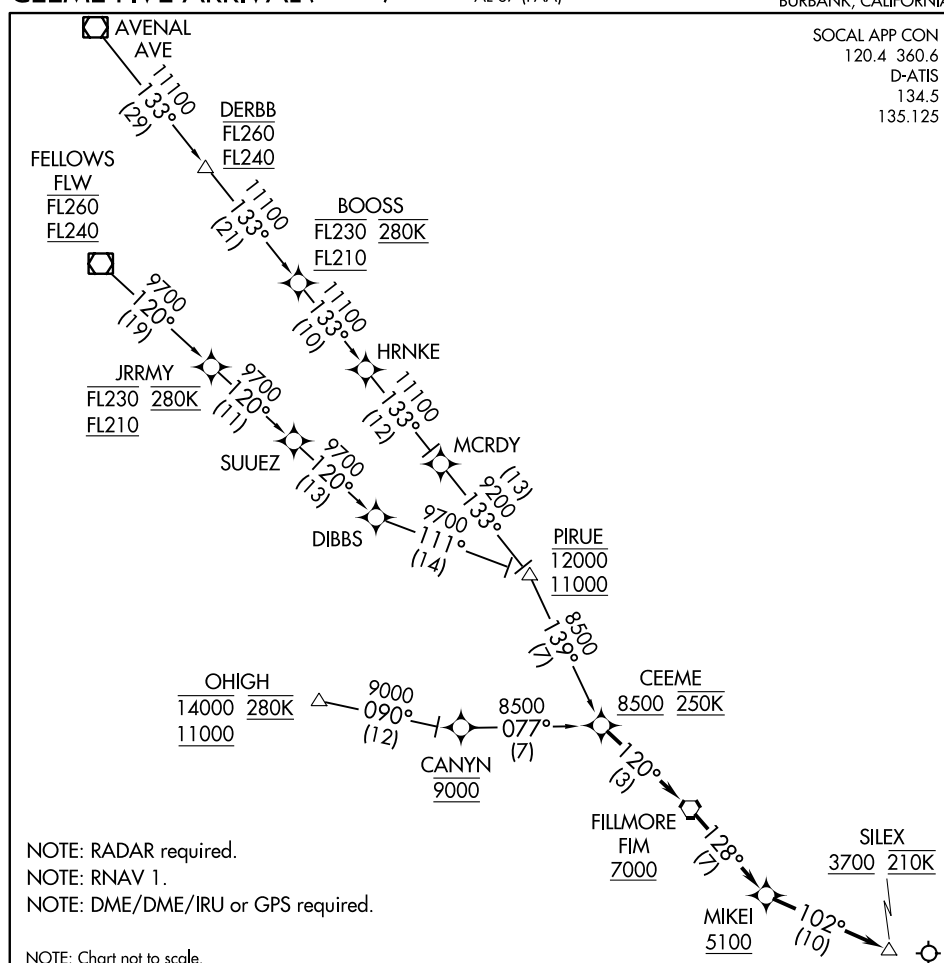 BURBANK, CALIFORNIA
SOCAL APP CON
120.4 360.6
D-ATIS
134.5
135.125
AVENAL
AVE
11100
133°
(29)
DERBB
FL260
FL240
11100
133°
(21)
BOOSS
FL230 280K
FL210
11100
133°
(10)
HRNKE
11100
133°
(12)
MCRDY
(13)
9200
133°
FELLOWS
FLW
FL260
FL240
9700
120°
(19)
JRRMY
FL230 280K
FL210
9700
120°
(11)
SUUEZ
9700
120°
(13)
DIBBS
9700
111°
(14)
PIRUE
12000
11000
8500
139°
(7)
OHIGH
14000 280K
11000
9000
090°
(12)
CANYN
9000
8500
077°
(7)
CEEME
8500 250K
120°
(3)
FILLMORE
FIM
7000
128°
(7)
MIKEI
5100
102°
(10)
SILEX
3700 210K
NOTE: RADAR required.
NOTE: RNAV 1.
NOTE: DME/DME/IRU or GPS required.
NOTE: Chart not to scale.